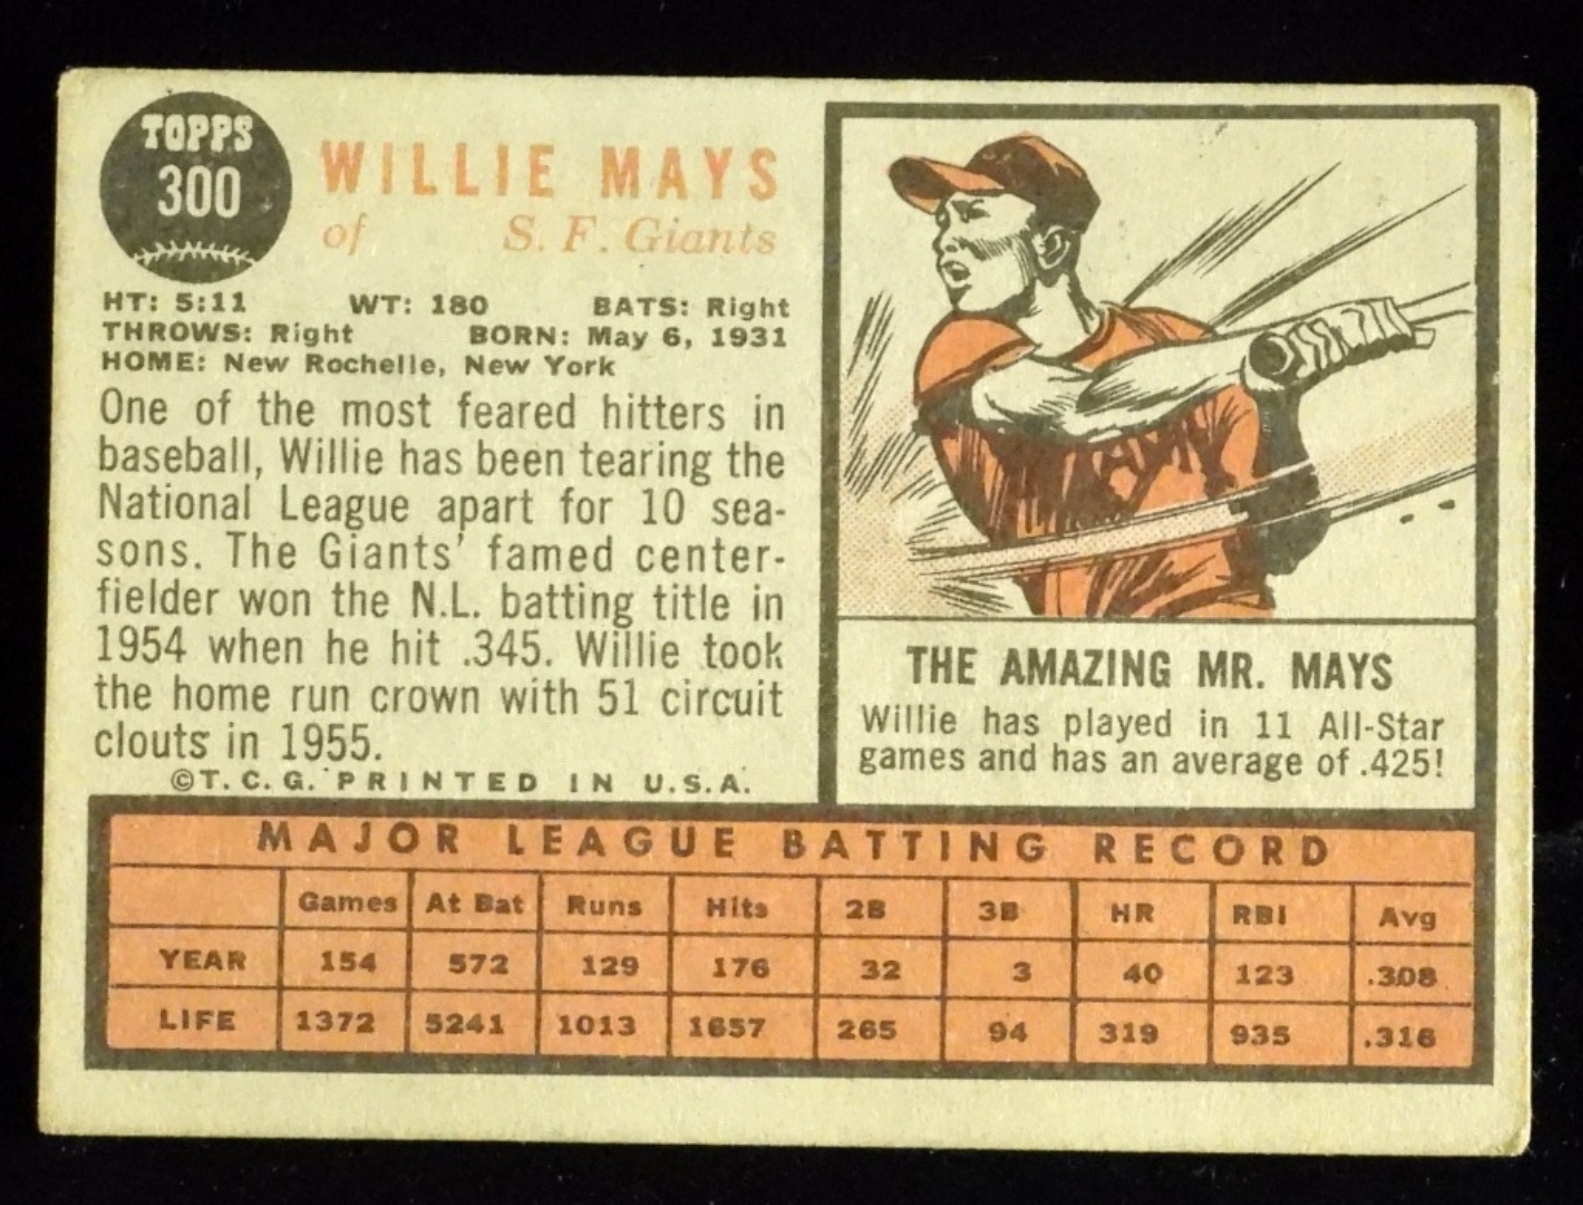 TOPPS
300
WILLIE MAYS
of S. F. Giants
HT: 5:11 WT: 180 BATS: Right
THROWS: Right BORN: May 6, 1931
HOME: New Rochelle, New York
One of the most feared hitters in
baseball, Willie has been tearing the
National League apart for 10 sea-
sons. The Giants' famed center-
fielder won the N.L. batting title in
1954 when he hit .345. Willie took
the home run crown with 51 circuit
clouts in 1955.
©T. C. G. PRINTED IN U.S.A.
THE AMAZING MR. MAYS
Willie has played in 11 All-Star
games and has an average of .425!
MAJOR LEAGUE BATTING RECORD
Games At Bat Runs Hits 2B 3B HR RBI Avg
YEAR 154 572 129 176 32 3 40 123 .308
LIFE 1372 5241 1013 1657 265 94 319 935 .316